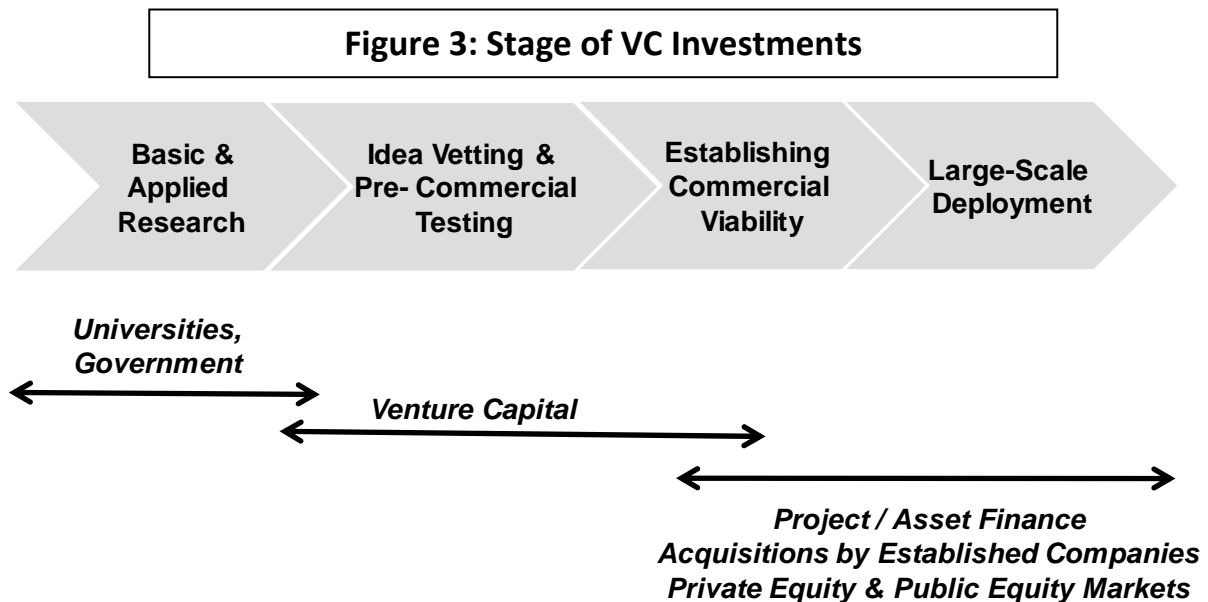 Figure 3: Stage of VC Investments
Basic &
Applied
Research
Idea Vetting &
Pre- Commercial
Testing
Establishing
Commercial
Viability
Large-Scale
Deployment
Universities,
Government
Venture Capital
Project / Asset Finance
Acquisitions by Established Companies
Private Equity & Public Equity Markets